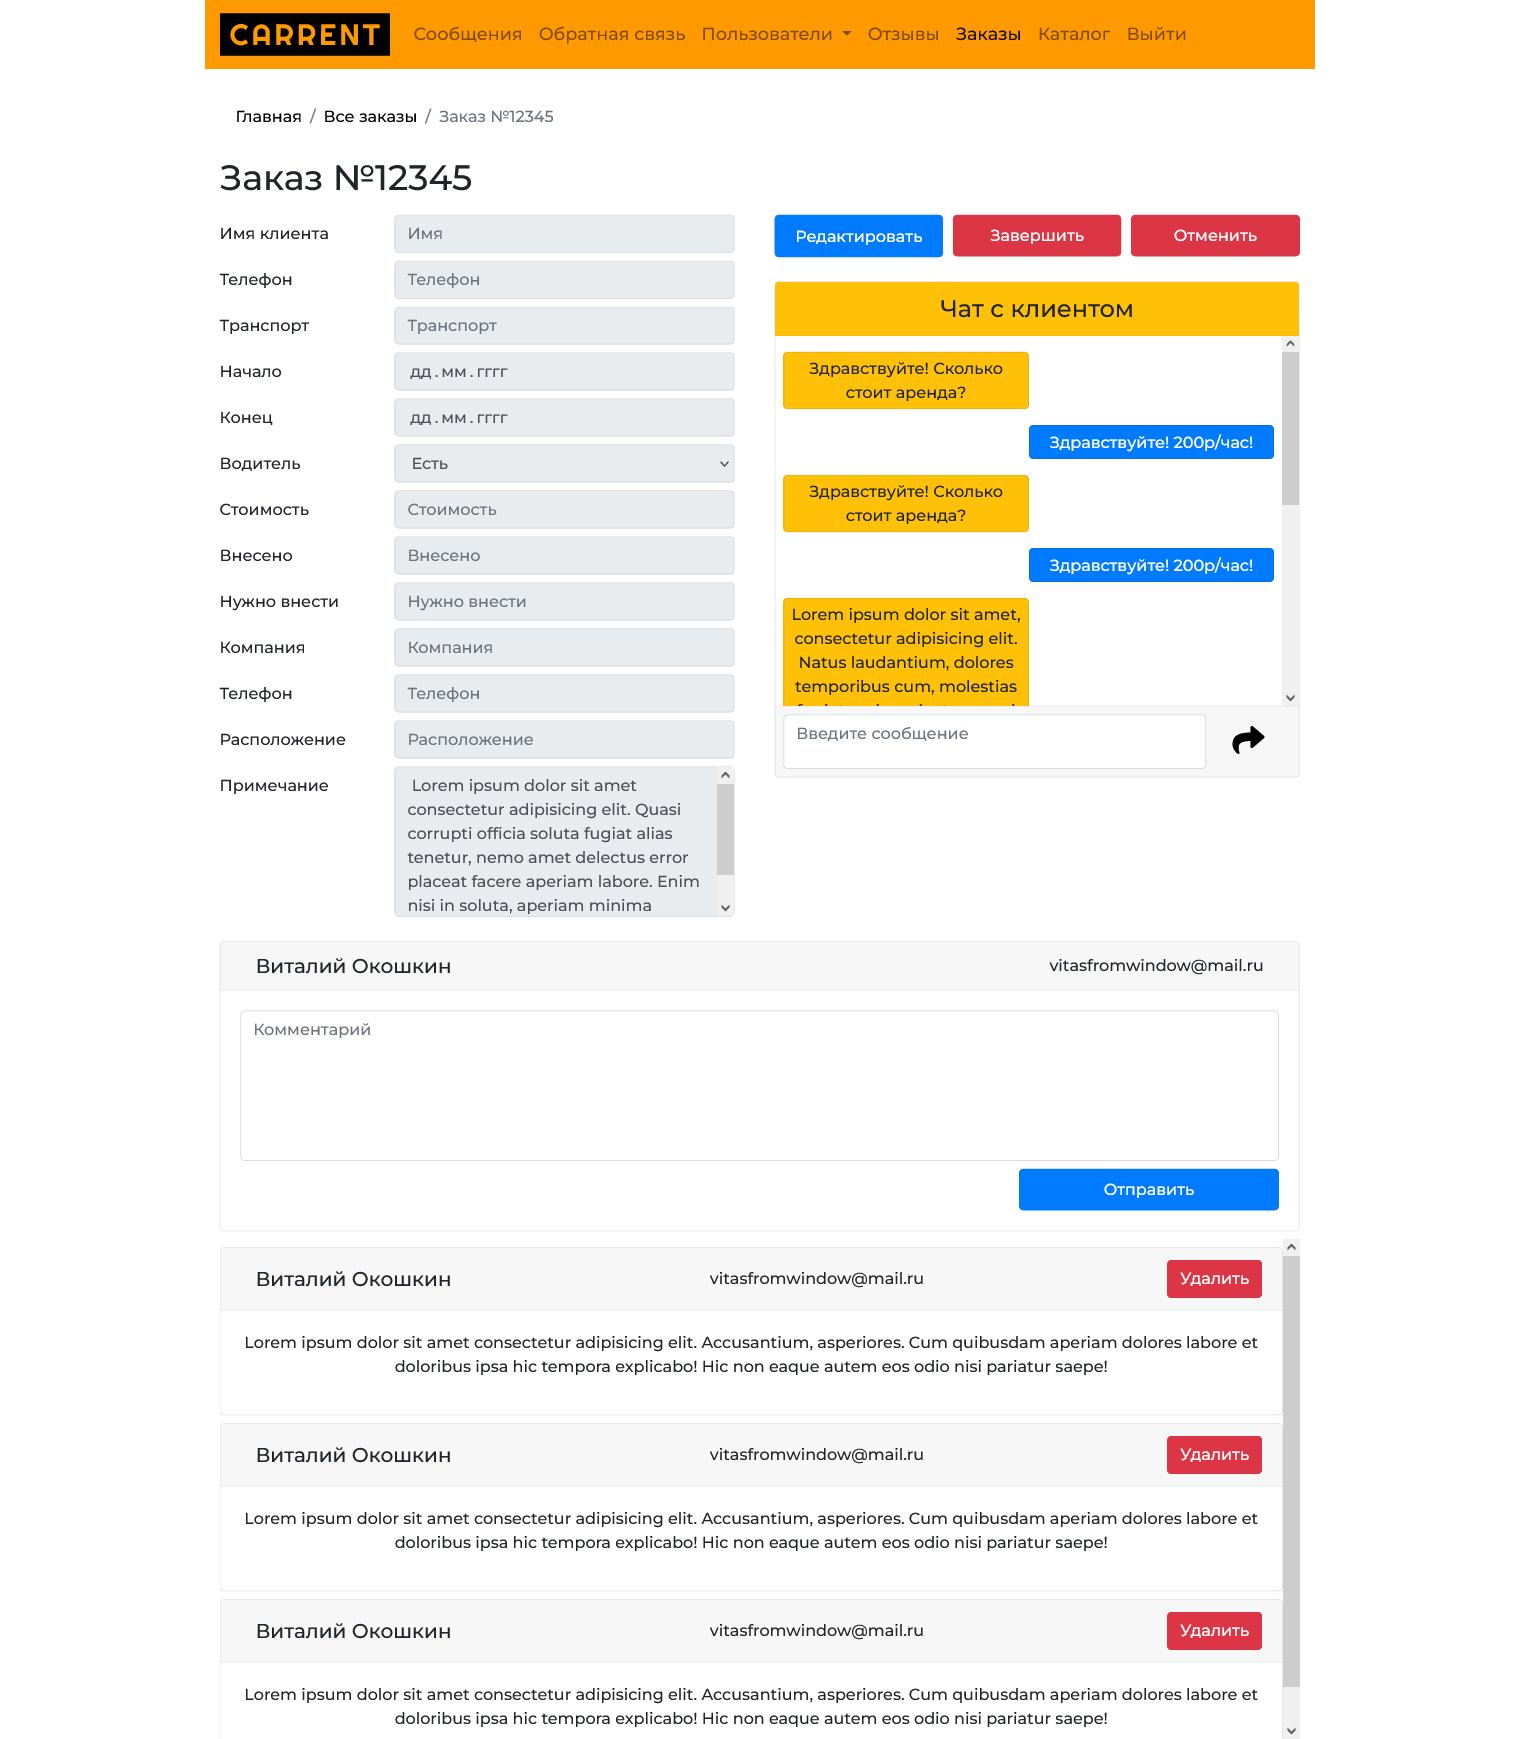 CARRENT Сообщения Обратная связь Пользователи Отзывы Заказы Каталог Выйти
Главная / Все заказы / Заказ №12345
Заказ №12345
Имя клиента Имя
Телефон Телефон
Транспорт Транспорт
Начало дд.мм.гггг
Конец дд.мм.гггг
Водитель Есть
Стоимость Стоимость
Внесено Внесено
Нужно внести Нужно внести
Компания Компания
Телефон Телефон
Расположение Расположение
Примечание Lorem ipsum dolor sit amet
consectetur adipisicing elit. Quasi
corrupti officia soluta fugiat alias
tenetur, nemo amet delectus error
placeat facere aperiam labore. Enim
nisi in soluta, aperiam minima
Редактировать Завершить Отменить
Чат с клиентом
Здравствуйте! Сколько
стоит аренда?
Здравствуйте! 200р/час!
Здравствуйте! Сколько
стоит аренда?
Здравствуйте! 200р/час!
Lorem ipsum dolor sit amet,
consectetur adipisicing elit.
Natus laudantium, dolores
temporibus cum, molestias
Введите сообщение
Виталий Окошкин vitasfromwindow@mail.ru
Комментарий
Отправить
Виталий Окошкин vitasfromwindow@mail.ru Удалить
Lorem ipsum dolor sit amet consectetur adipisicing elit. Accusantium, asperiores. Cum quibusdam aperiam dolores labore et
doloribus ipsa hic tempora explicabo! Hic non eaque autem eos odio nisi pariatur saepe!
Виталий Окошкин vitasfromwindow@mail.ru Удалить
Lorem ipsum dolor sit amet consectetur adipisicing elit. Accusantium, asperiores. Cum quibusdam aperiam dolores labore et
doloribus ipsa hic tempora explicabo! Hic non eaque autem eos odio nisi pariatur saepe!
Виталий Окошкин vitasfromwindow@mail.ru Удалить
Lorem ipsum dolor sit amet consectetur adipisicing elit. Accusantium, asperiores. Cum quibusdam aperiam dolores labore et
doloribus ipsa hic tempora explicabo! Hic non eaque autem eos odio nisi pariatur saepe!